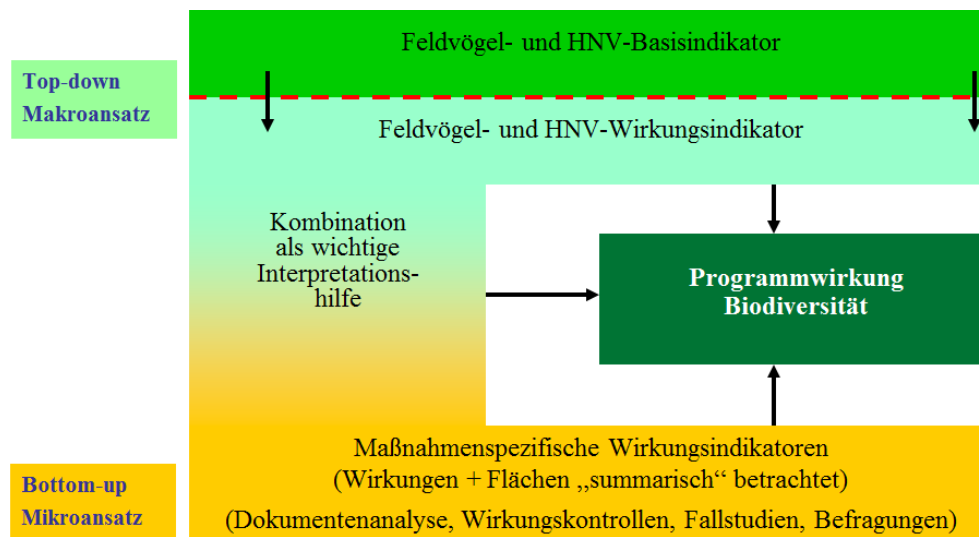 Feldvögel- und HNV-Basisindikator
Top-down
Makroansatz
Feldvögel- und HNV-Wirkungsindikator
Kombination
als wichtige
Interpretations-
hilfe
Programmwirkung
Biodiversität
Maßnahmenspezifische Wirkungsindikatoren
(Wirkungen + Flächen „summarisch“ betrachtet)
(Dokumentenanalyse, Wirkungskontrollen, Fallstudien, Befragungen)
Bottom-up
Mikroansatz